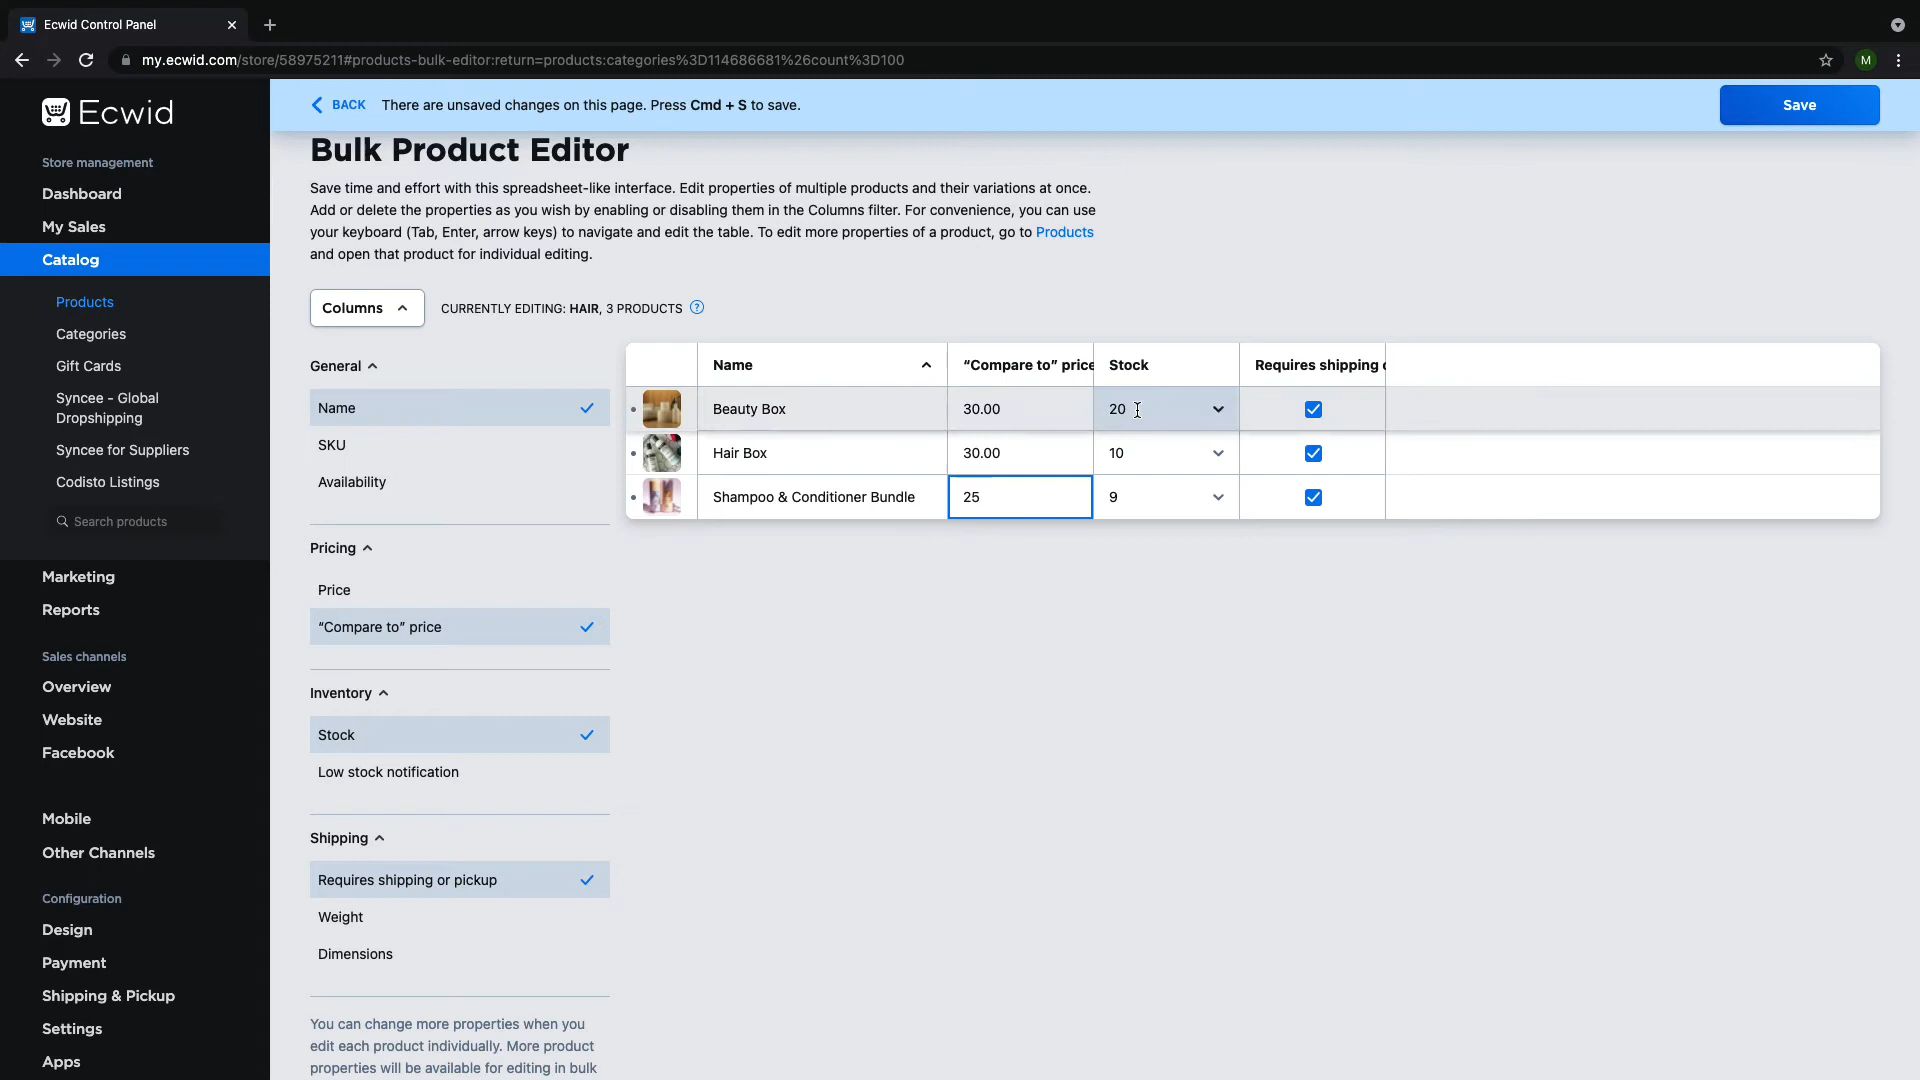 Ecwid Control Panel
my.ecwid.com/store/58975211#products-bulk-editor:return=products:categories%3D114686681%26count%3D100
M
Ecwid
BACK There are unsaved changes on this page. Press Cmd + S to save.
Save
Store management
Dashboard
My Sales
Catalog
Products
Categories
Gift Cards
Syncee - Global
Dropshipping
Syncee for Suppliers
Codisto Listings
Search products
Marketing
Reports
Sales channels
Overview
Website
Facebook
Mobile
Other Channels
Configuration
Design
Payment
Shipping & Pickup
Settings
Apps
Bulk Product Editor
Save time and effort with this spreadsheet-like interface. Edit properties of multiple products and their variations at once.
Add or delete the properties as you wish by enabling or disabling them in the Columns filter. For convenience, you can use
your keyboard (Tab, Enter, arrow keys) to navigate and edit the table. To edit more properties of a product, go to Products
and open that product for individual editing.
Columns
CURRENTLY EDITING: HAIR, 3 PRODUCTS ?
General
Name
SKU
Availability
Pricing
Price
“Compare to” price
Inventory
Stock
Low stock notification
Shipping
Requires shipping or pickup
Weight
Dimensions
You can change more properties when you
edit each product individually. More product
properties will be available for editing in bulk
Name “Compare to” price Stock Requires shipping
Beauty Box 30.00 20
Hair Box 30.00 10
Shampoo & Conditioner Bundle 25 9